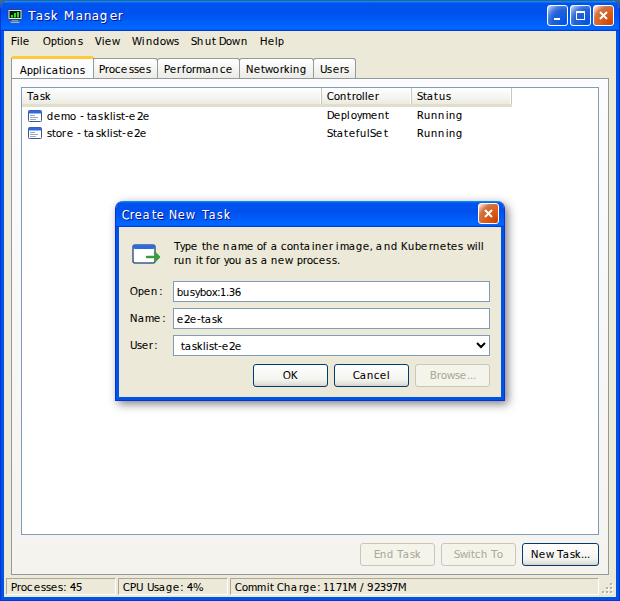 Task Manager
File Options View Windows Shut Down Help
Applications Processes Performance Networking Users
Task Controller Status
demo - tasklist-e2e Deployment Running
store - tasklist-e2e StatefulSet Running
Create New Task
Type the name of a container image, and Kubernetes will
run it for you as a new process.
Open: busybox:1.36
Name: e2e-task
User: tasklist-e2e
OK Cancel Browse...
End Task Switch To New Task...
Processes: 45 CPU Usage: 4% Commit Charge: 1171M / 92397M